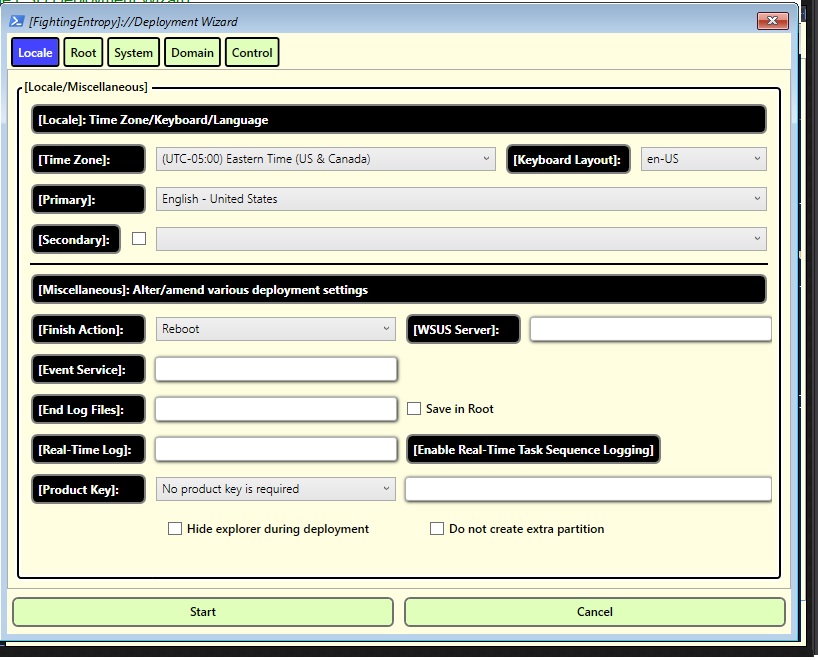 [FightingEntropy]://Deployment Wizard
Locale Root System Domain Control
[Locale/Miscellaneous]
[Locale]: Time Zone/Keyboard/Language
[Time Zone]: (UTC-05:00) Eastern Time (US & Canada) [Keyboard Layout]: en-US
[Primary]: English - United States
[Secondary]:
[Miscellaneous]: Alter/amend various deployment settings
[Finish Action]: Reboot [WSUS Server]:
[Event Service]:
[End Log Files]: Save in Root
[Real-Time Log]: [Enable Real-Time Task Sequence Logging]
[Product Key]: No product key is required
Hide explorer during deployment Do not create extra partition
Start Cancel